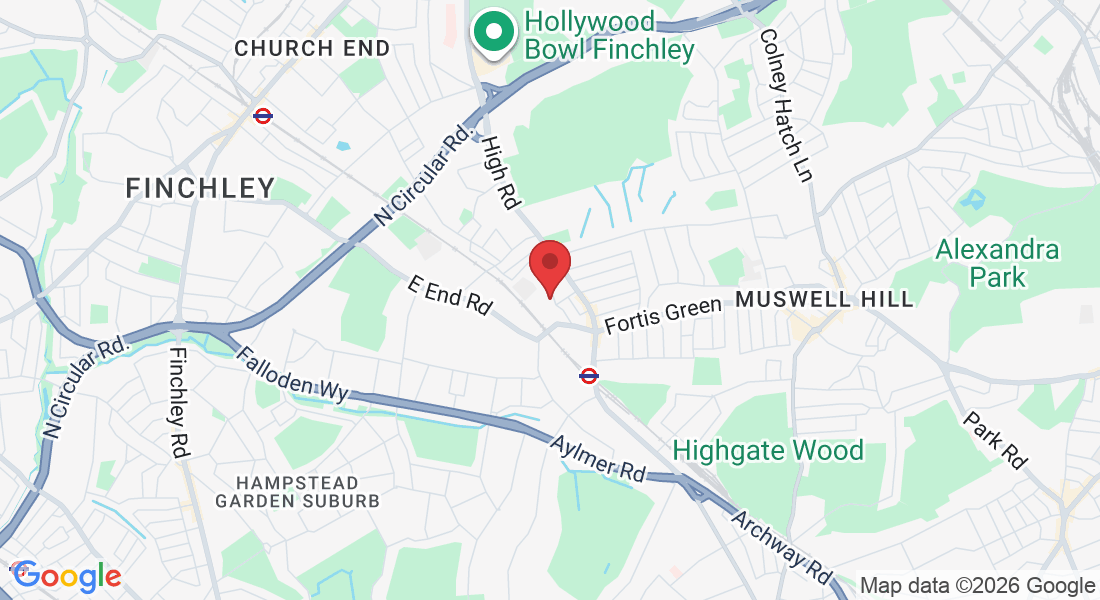 Hollywood
Bowl Finchley
CHURCH END
Colney Hatch Ln
N Circular Rd.
High Rd
FINCHLEY
Alexandra
Park
E End Rd
MUSWELL HILL
Fortis Green
N Circular Rd.
Finchley Rd
Falloden Wy
Aylmer Rd
Highgate Wood
Park Rd
HAMPSTEAD
GARDEN SUBURB
Archway Rd
Google
Map data ©2026 Google